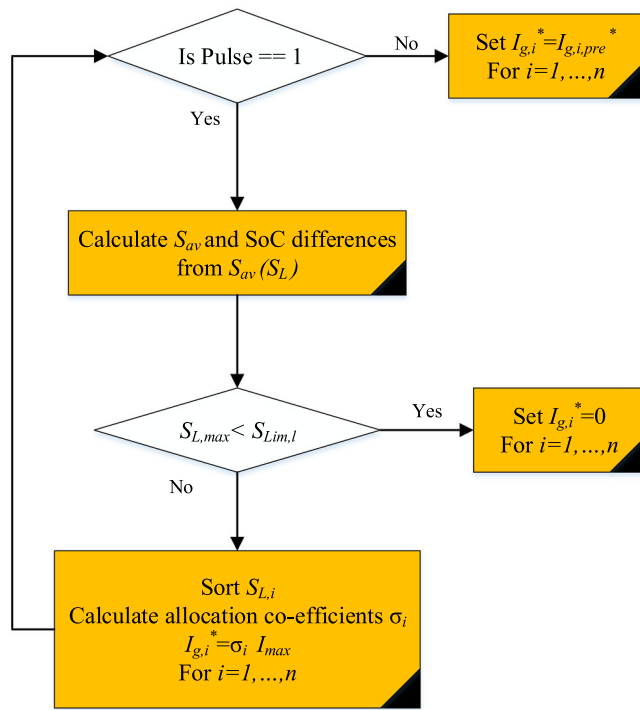 Is Pulse == 1
No
Set I_{g,i}^*=I_{g,i,pre}^*
For i=1,...,n
Yes
Calculate S_{av} and SoC differences
from S_{av} (S_L)
S_{L,max}< S_{Lim,l}
Yes
Set I_{g,i}^*=0
For i=1,...,n
No
Sort S_{L,i}
Calculate allocation co-efficients σ_i
I_{g,i}^*=σ_i I_{max}
For i=1,...,n